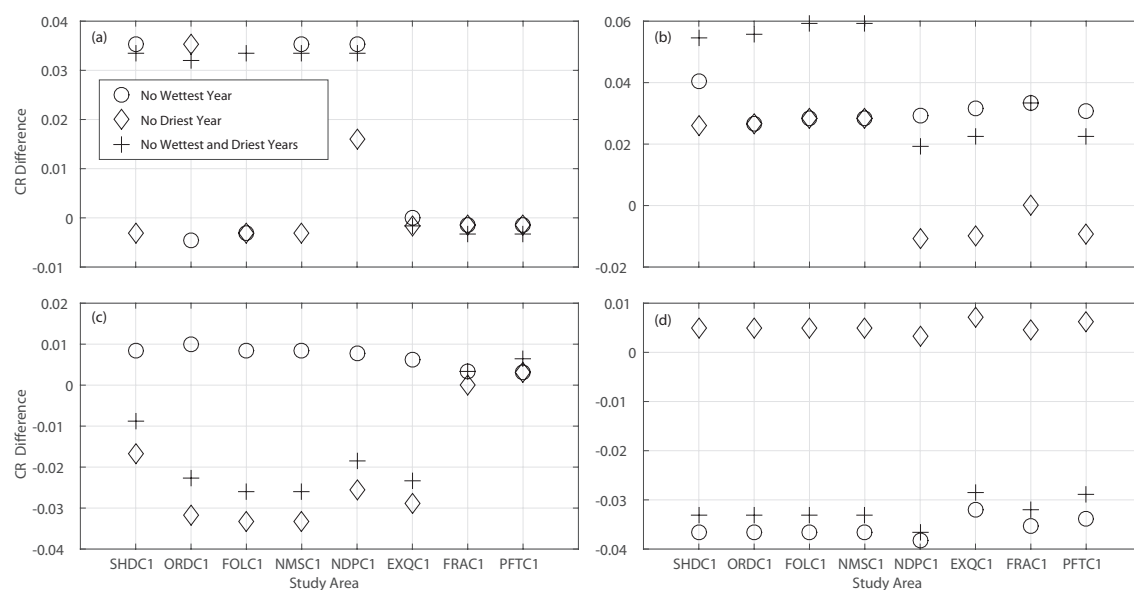 (a)
0.04
0.03
0.02
0.01
0
-0.01
CR Difference
No Wettest Year
No Driest Year
No Wettest and Driest Years
(b)
0.06
0.04
0.02
0
-0.02
(c)
0.02
0.01
0
-0.01
-0.02
-0.03
-0.04
CR Difference
SHDC1 ORDC1 FOLC1 NMSC1 NDPC1 EXQC1 FRAC1 PFTC1
Study Area
(d)
0.01
0
-0.01
-0.01
-0.02
-0.03
-0.04
SHDC1 ORDC1 FOLC1 NMSC1 NDPC1 EXQC1 FRAC1 PFTC1
Study Area